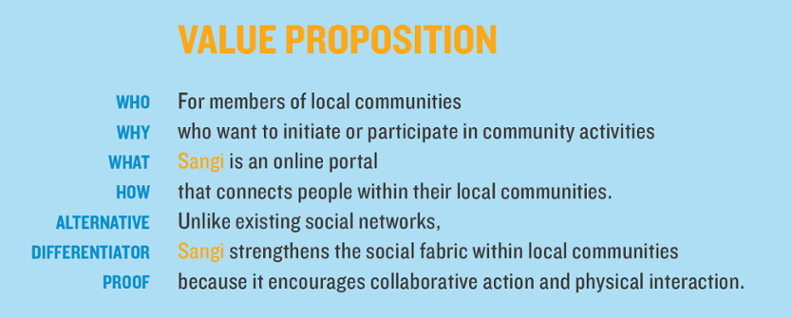 VALUE PROPOSITION
WHO For members of local communities
WHY who want to initiate or participate in community activities
WHAT Sangi is an online portal
HOW that connects people within their local communities.
ALTERNATIVE Unlike existing social networks,
DIFFERENTIATOR Sangi strengthens the social fabric within local communities
PROOF because it encourages collaborative action and physical interaction.